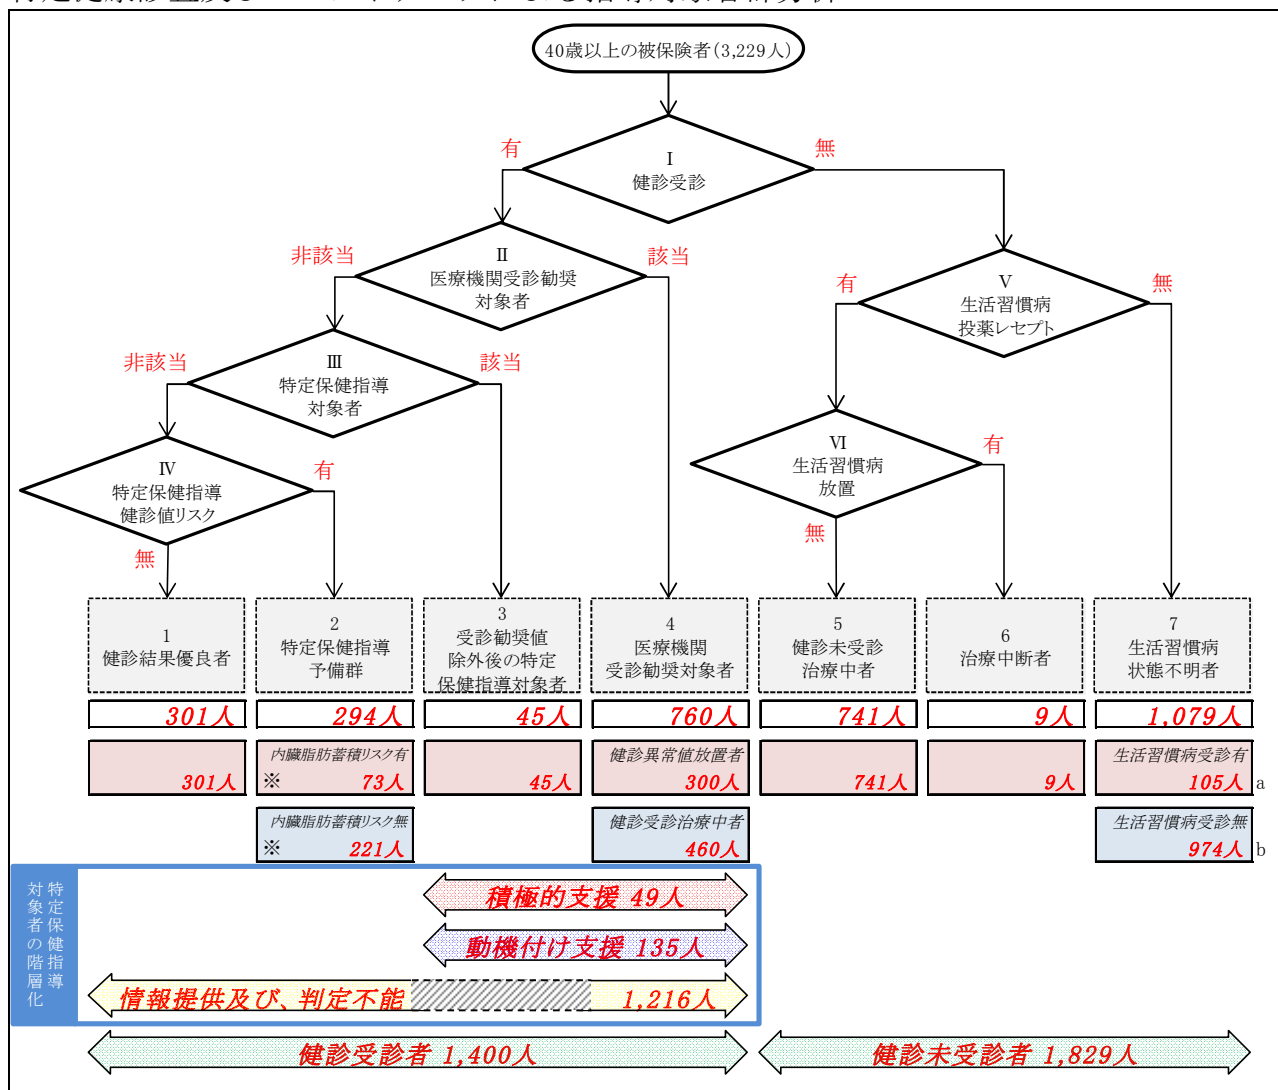 40歳以上の被保険者(3,229人)
有
Ⅰ
健診受診
無
非該当
Ⅱ
医療機関受診勧奨
対象者
該当
有
Ⅴ
生活習慣病
投薬レセプト
無
非該当
Ⅲ
特定保健指導
対象者
該当
Ⅳ
特定保健指導
健診値リスク
有
無
Ⅵ
生活習慣病
放置
有
無
1
健診結果優良者
2
特定保健指導
予備群
3
受診勧奨値
除外後の特定
保健指導対象者
4
医療機関
受診勧奨対象者
5
健診未受診
治療中者
6
治療中断者
7
生活習慣病
状態不明者
301人
294人
45人
760人
741人
9人
1,079人
301人
内臓脂肪蓄積リスク有
※ 73人
45人
健診異常値放置者
300人
741人
9人
生活習慣病受診有
105人
a
内臓脂肪蓄積リスク無
※ 221人
健診受診治療中者
460人
生活習慣病受診無
974人
b
特定保健指導
対象者の階層化
積極的支援 49人
動機付け支援 135人
情報提供及び、判定不能 1,216人
健診受診者 1,400人
健診未受診者 1,829人